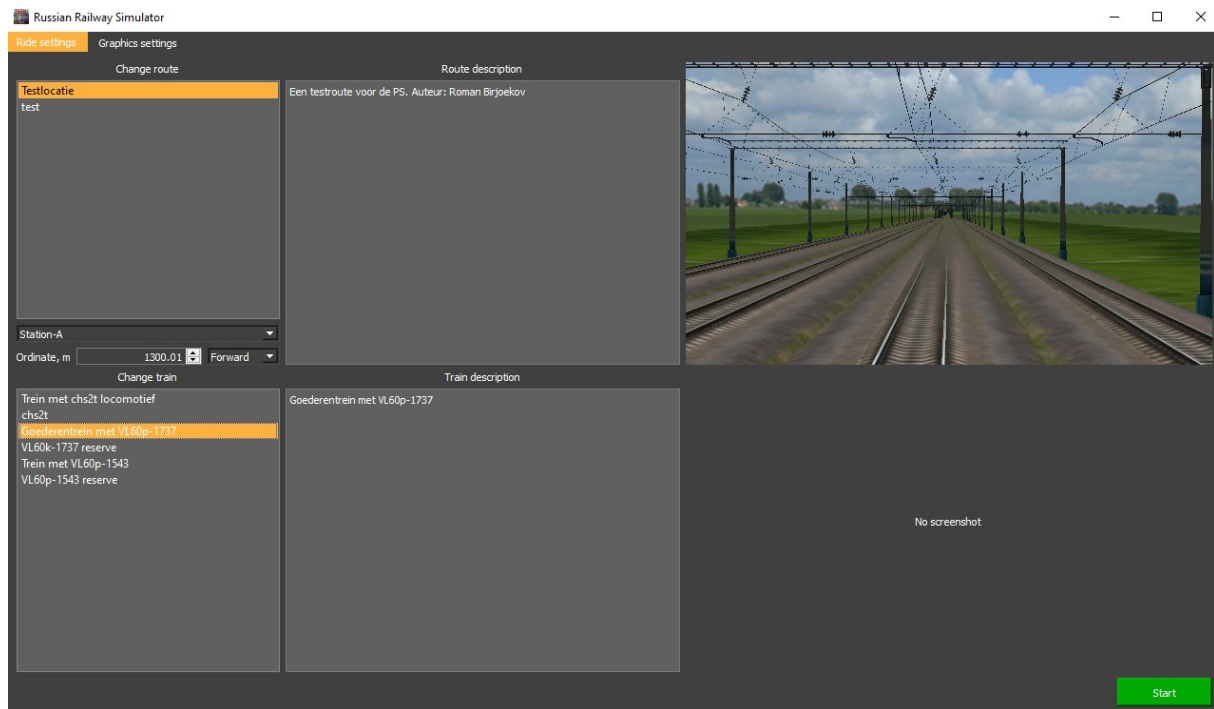 Russian Railway Simulator
Ride settings Graphics settings
Change route
Testlocatie
test
Route description
Een testroute voor de PS. Auteur: Roman Birjoekov
Station-A
Ordinate, m 1300.01 Forward
Change train
Trein met chs2t locomotief
chs2t
Goederentrein met VL60p-1737
VL60k-1737 reserve
Trein met VL60p-1543
VL60p-1543 reserve
Train description
Goederentrein met VL60p-1737
No screenshot
Start